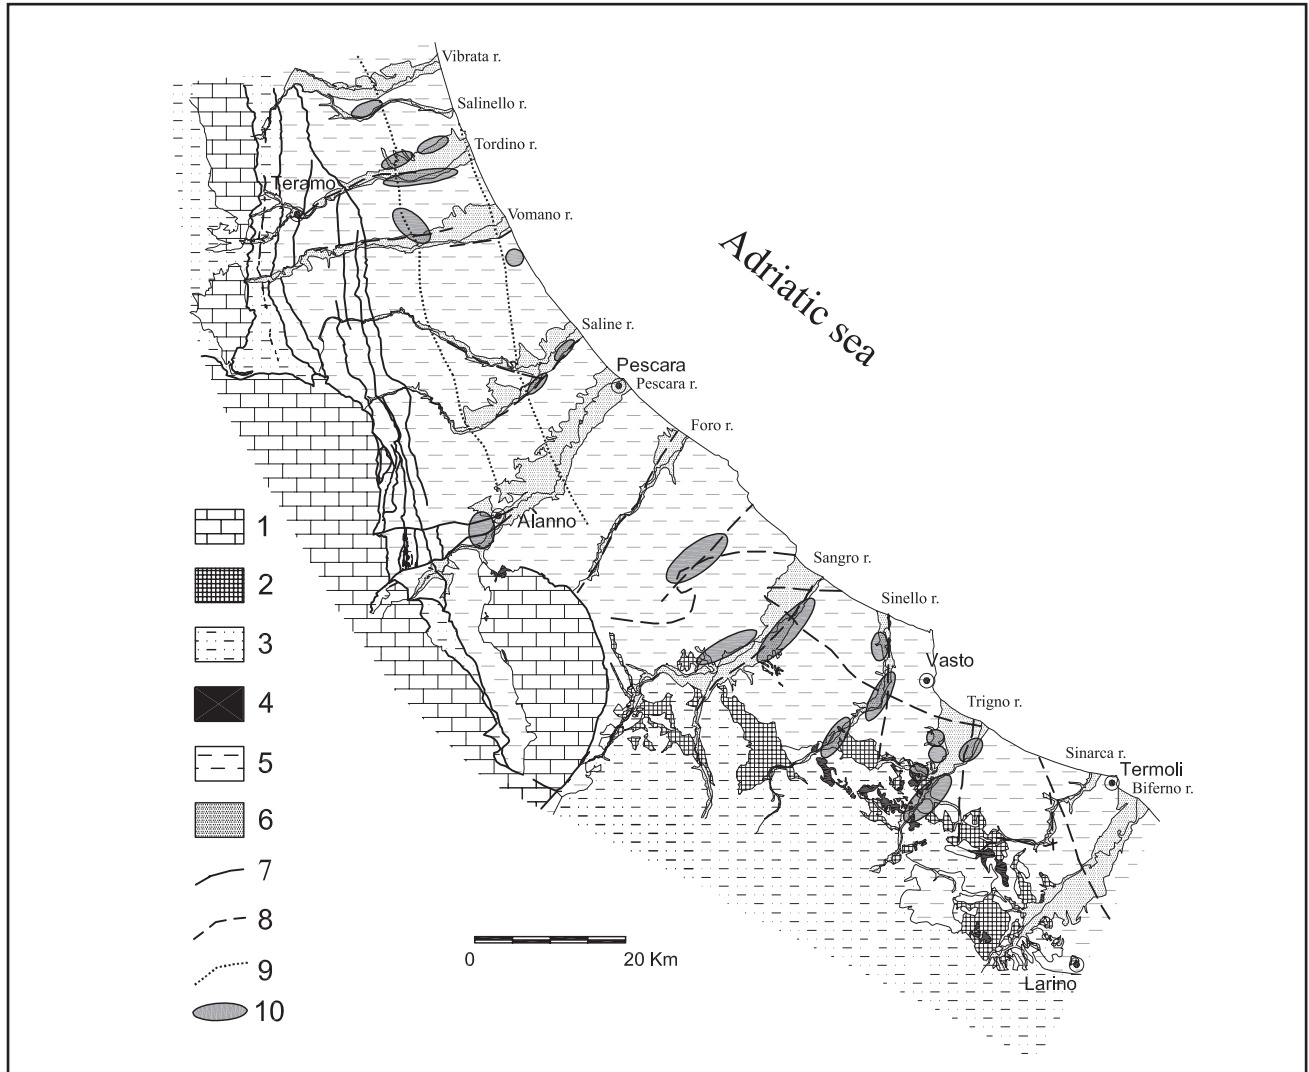 Vibrata r.
Salinello r.
Tordino r.
Teramo
Vomano r.
Adriatic sea
Saline r.
Pescara
Pescara r.
Foro r.
Alanno
Sangro r.
Sinello r.
Vasto
Trigno r.
Sinarca r.
Termoli
Biferno r.
Larino
1
2
3
4
5
6
7
8
9
10
0 20 Km